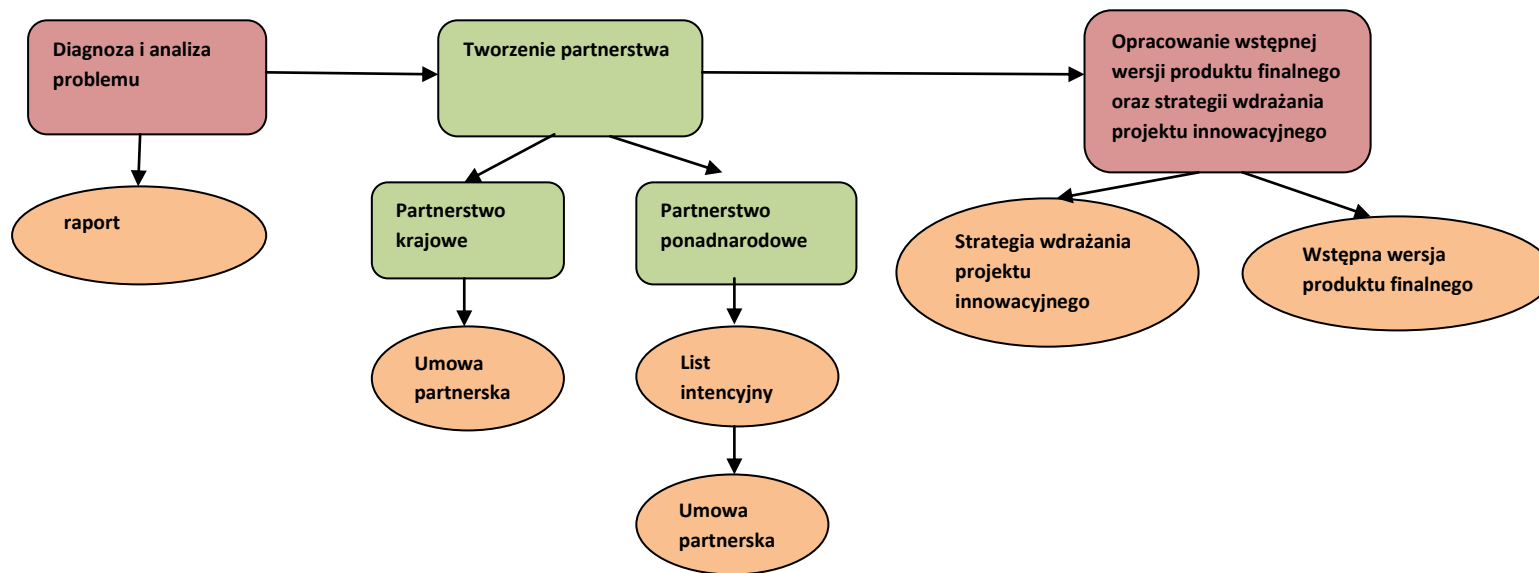 Diagnoza i analiza
problemu
Tworzenie partnerstwa
Opracowanie wstępnej
wersji produktu finalnego
oraz strategii wdrażania
projektu innowacyjnego
raport
Partnerstwo
krajowe
Partnerstwo
ponadnarodowe
Strategia wdrażania
projektu
innowacyjnego
Wstępna wersja
produktu finalnego
Umowa
partnerska
List
intencyjny
Umowa
partnerska